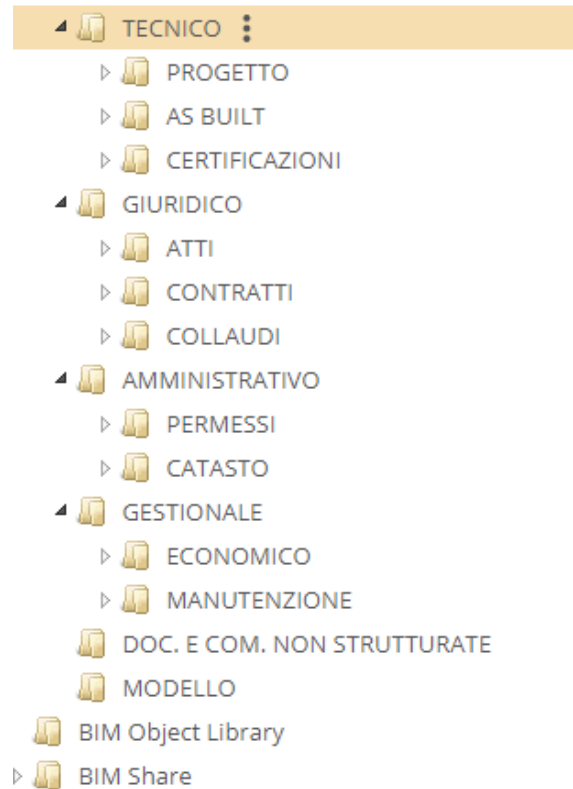 TECNICO
PROGETTO
AS BUILT
CERTIFICAZIONI
GIURIDICO
ATTI
CONTRATTI
COLLAUDI
AMMINISTRATIVO
PERMESSI
CATASTO
GESTIONALE
ECONOMICO
MANUTENZIONE
DOC. E COM. NON STRUTTURATE
MODELLO
BIM Object Library
BIM Share